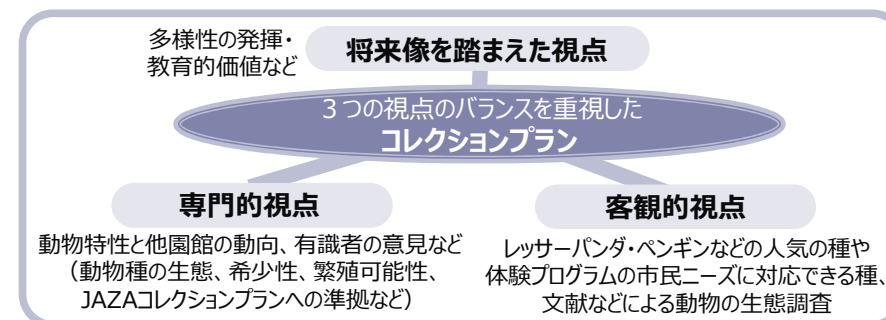 多様性の発揮・
教育的価値など
将来像を踏まえた視点
３つの視点のバランスを重視した
コレクションプラン
専門的視点
動物特性と他園館の動向、有識者の意見など
（動物種の生態、希少性、繁殖可能性、
JAZAコレクションプランへの準拠など）
客観的視点
レッサーパンダ・ペンギンなどの人気の種や
体験プログラムの市民ニーズに対応できる種、
文献などによる動物の生態調査